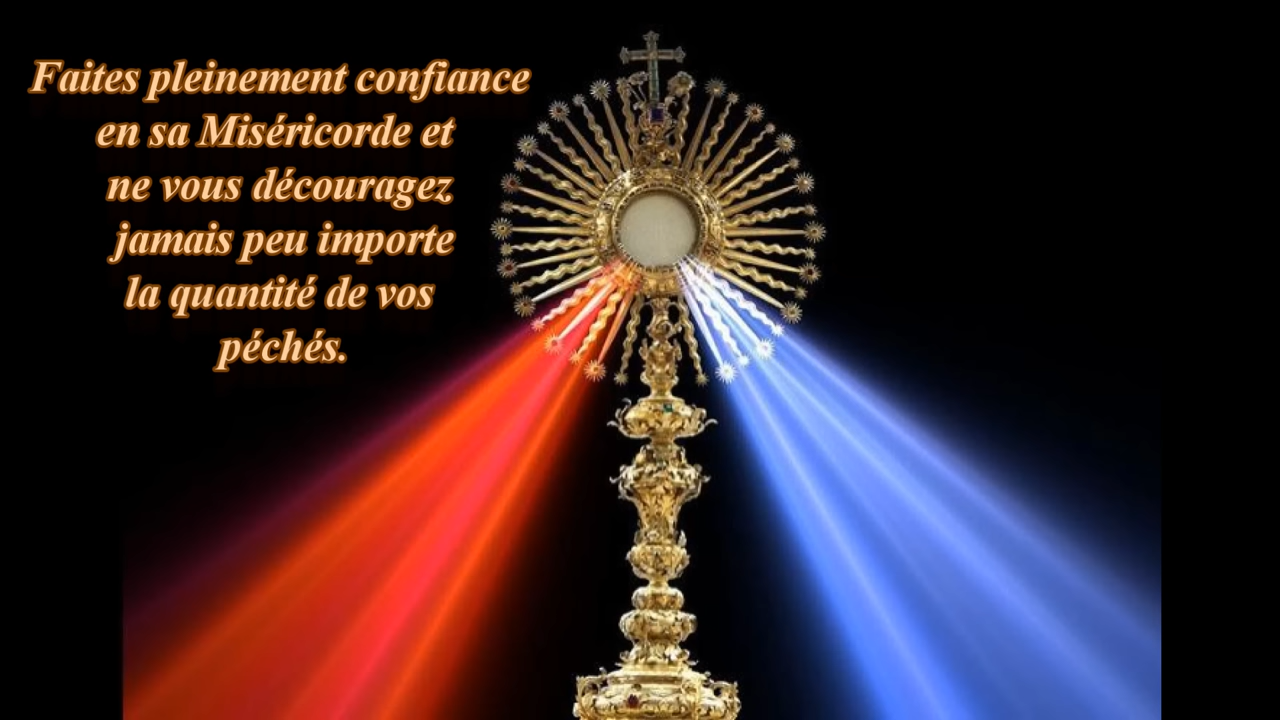 Faites pleinement confiance
en sa Miséricorde et
ne vous découragez
jamais peu importe
la quantité de vos
péchés.